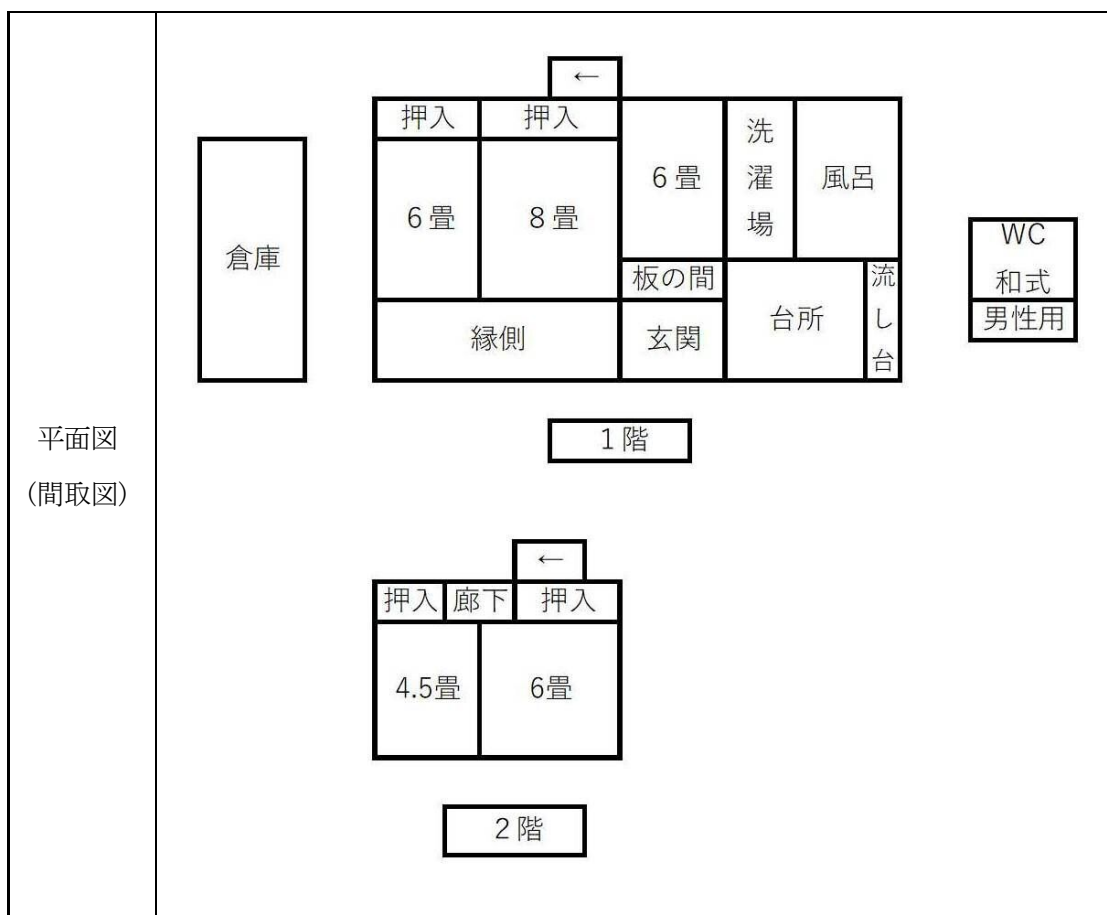 平面図
(間取図)
←
押入
押入
6畳
洗濯場
風呂
倉庫
6畳
8畳
板の間
縁側
玄関
台所
流し台
WC
和式
男性用
1階
←
押入
廊下
押入
4.5畳
6畳
2階